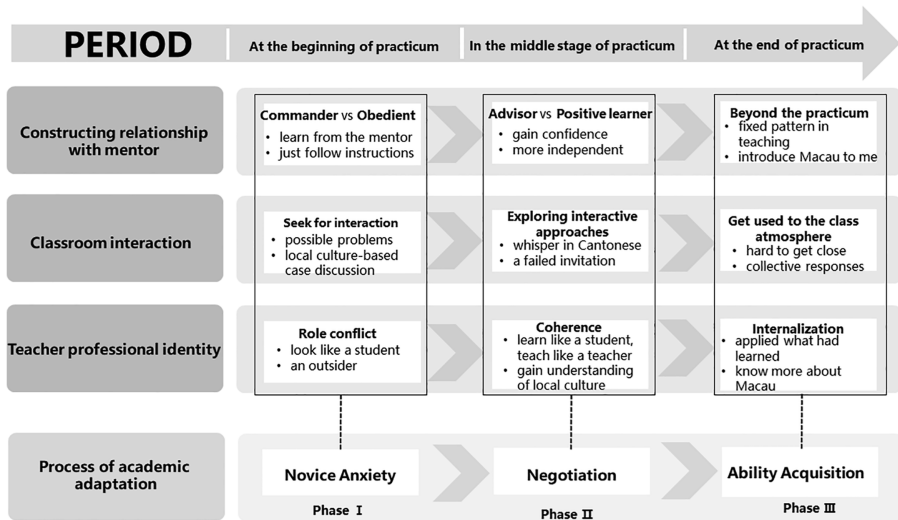 PERIOD
At the beginning of practicum
In the middle stage of practicum
At the end of practicum
Constructing relationship
with mentor
Commander vs Obedient
• learn from the mentor
• just follow instructions
Advisor vs Positive learner
• gain confidence
• more independent
Beyond the practicum
• fixed pattern in
teaching
• introduce Macau to me
Classroom interaction
Seek for interaction
• possible problems
• local culture-based
case discussion
Exploring interactive
approaches
• whisper in Cantonese
• a failed invitation
Get used to the class
atmosphere
• hard to get close
• collective responses
Teacher professional identity
Role conflict
• look like a student
• an outsider
Coherence
• learn like a student,
teach like a teacher
• gain understanding
of local culture
Internalization
• applied what had
learned
• know more about
Macau
Process of academic
adaptation
Novice Anxiety
Negotiation
Ability Acquisition
Phase Ⅰ
Phase Ⅱ
Phase Ⅲ